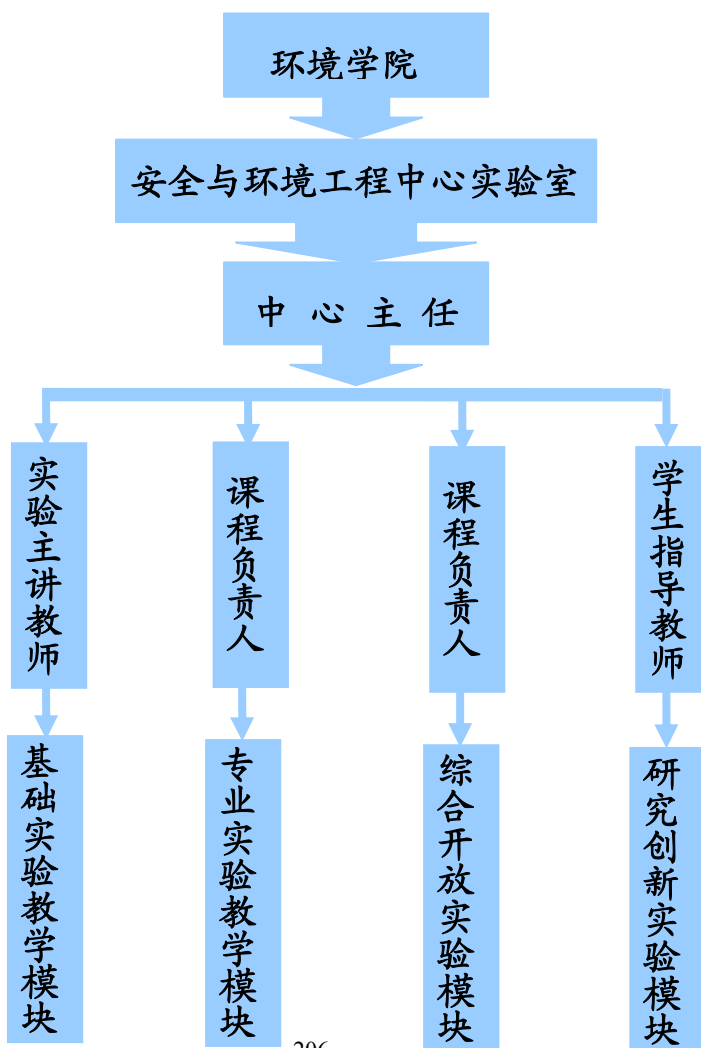 环境学院
安全与环境工程中心实验室
中 心 主 任
实验主讲教师
课程负责人
课程负责人
学生指导教师
基础实验教学模块
专业实验教学模块
综合开放实验模块
研究创新实验模块
206